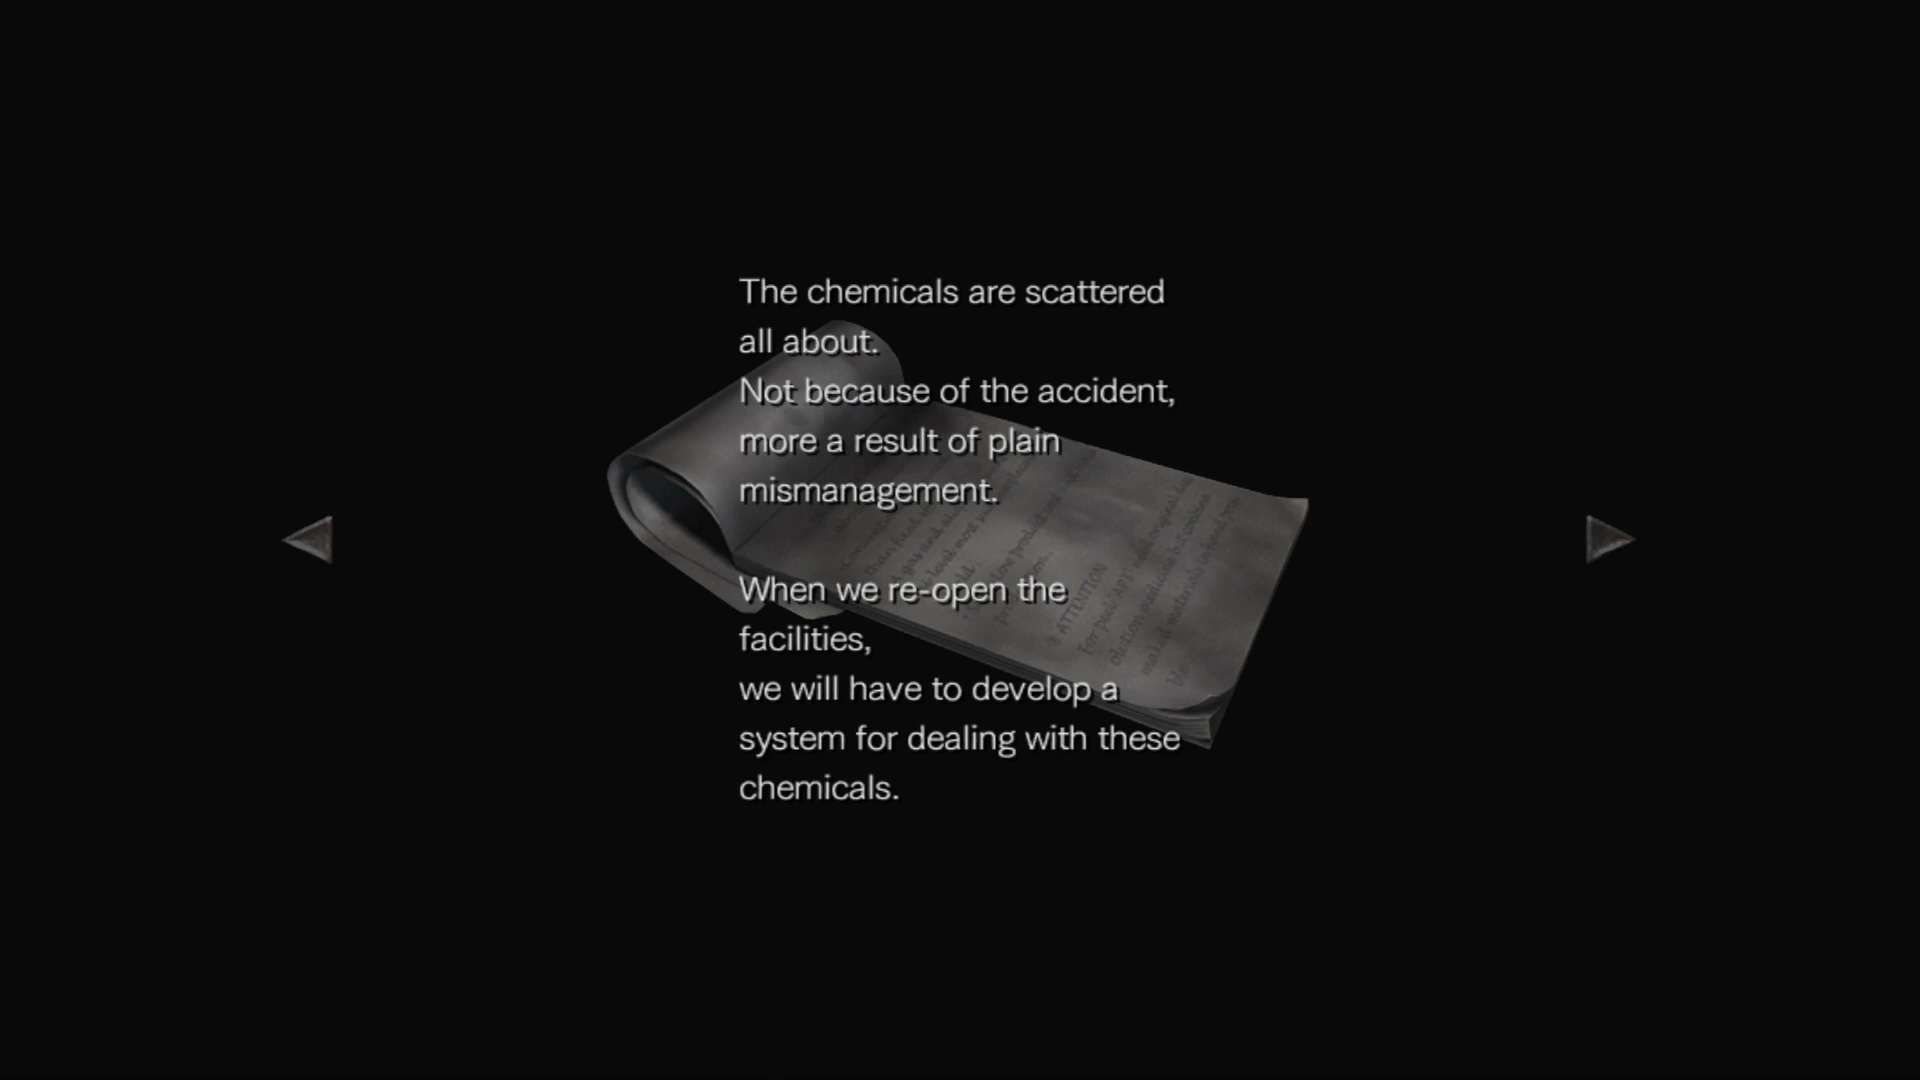 The chemicals are scattered
all about.
Not because of the accident,
more a result of plain
mismanagement.
When we re-open the
facilities,
we will have to develop a
system for dealing with these
chemicals.
ATTENTION